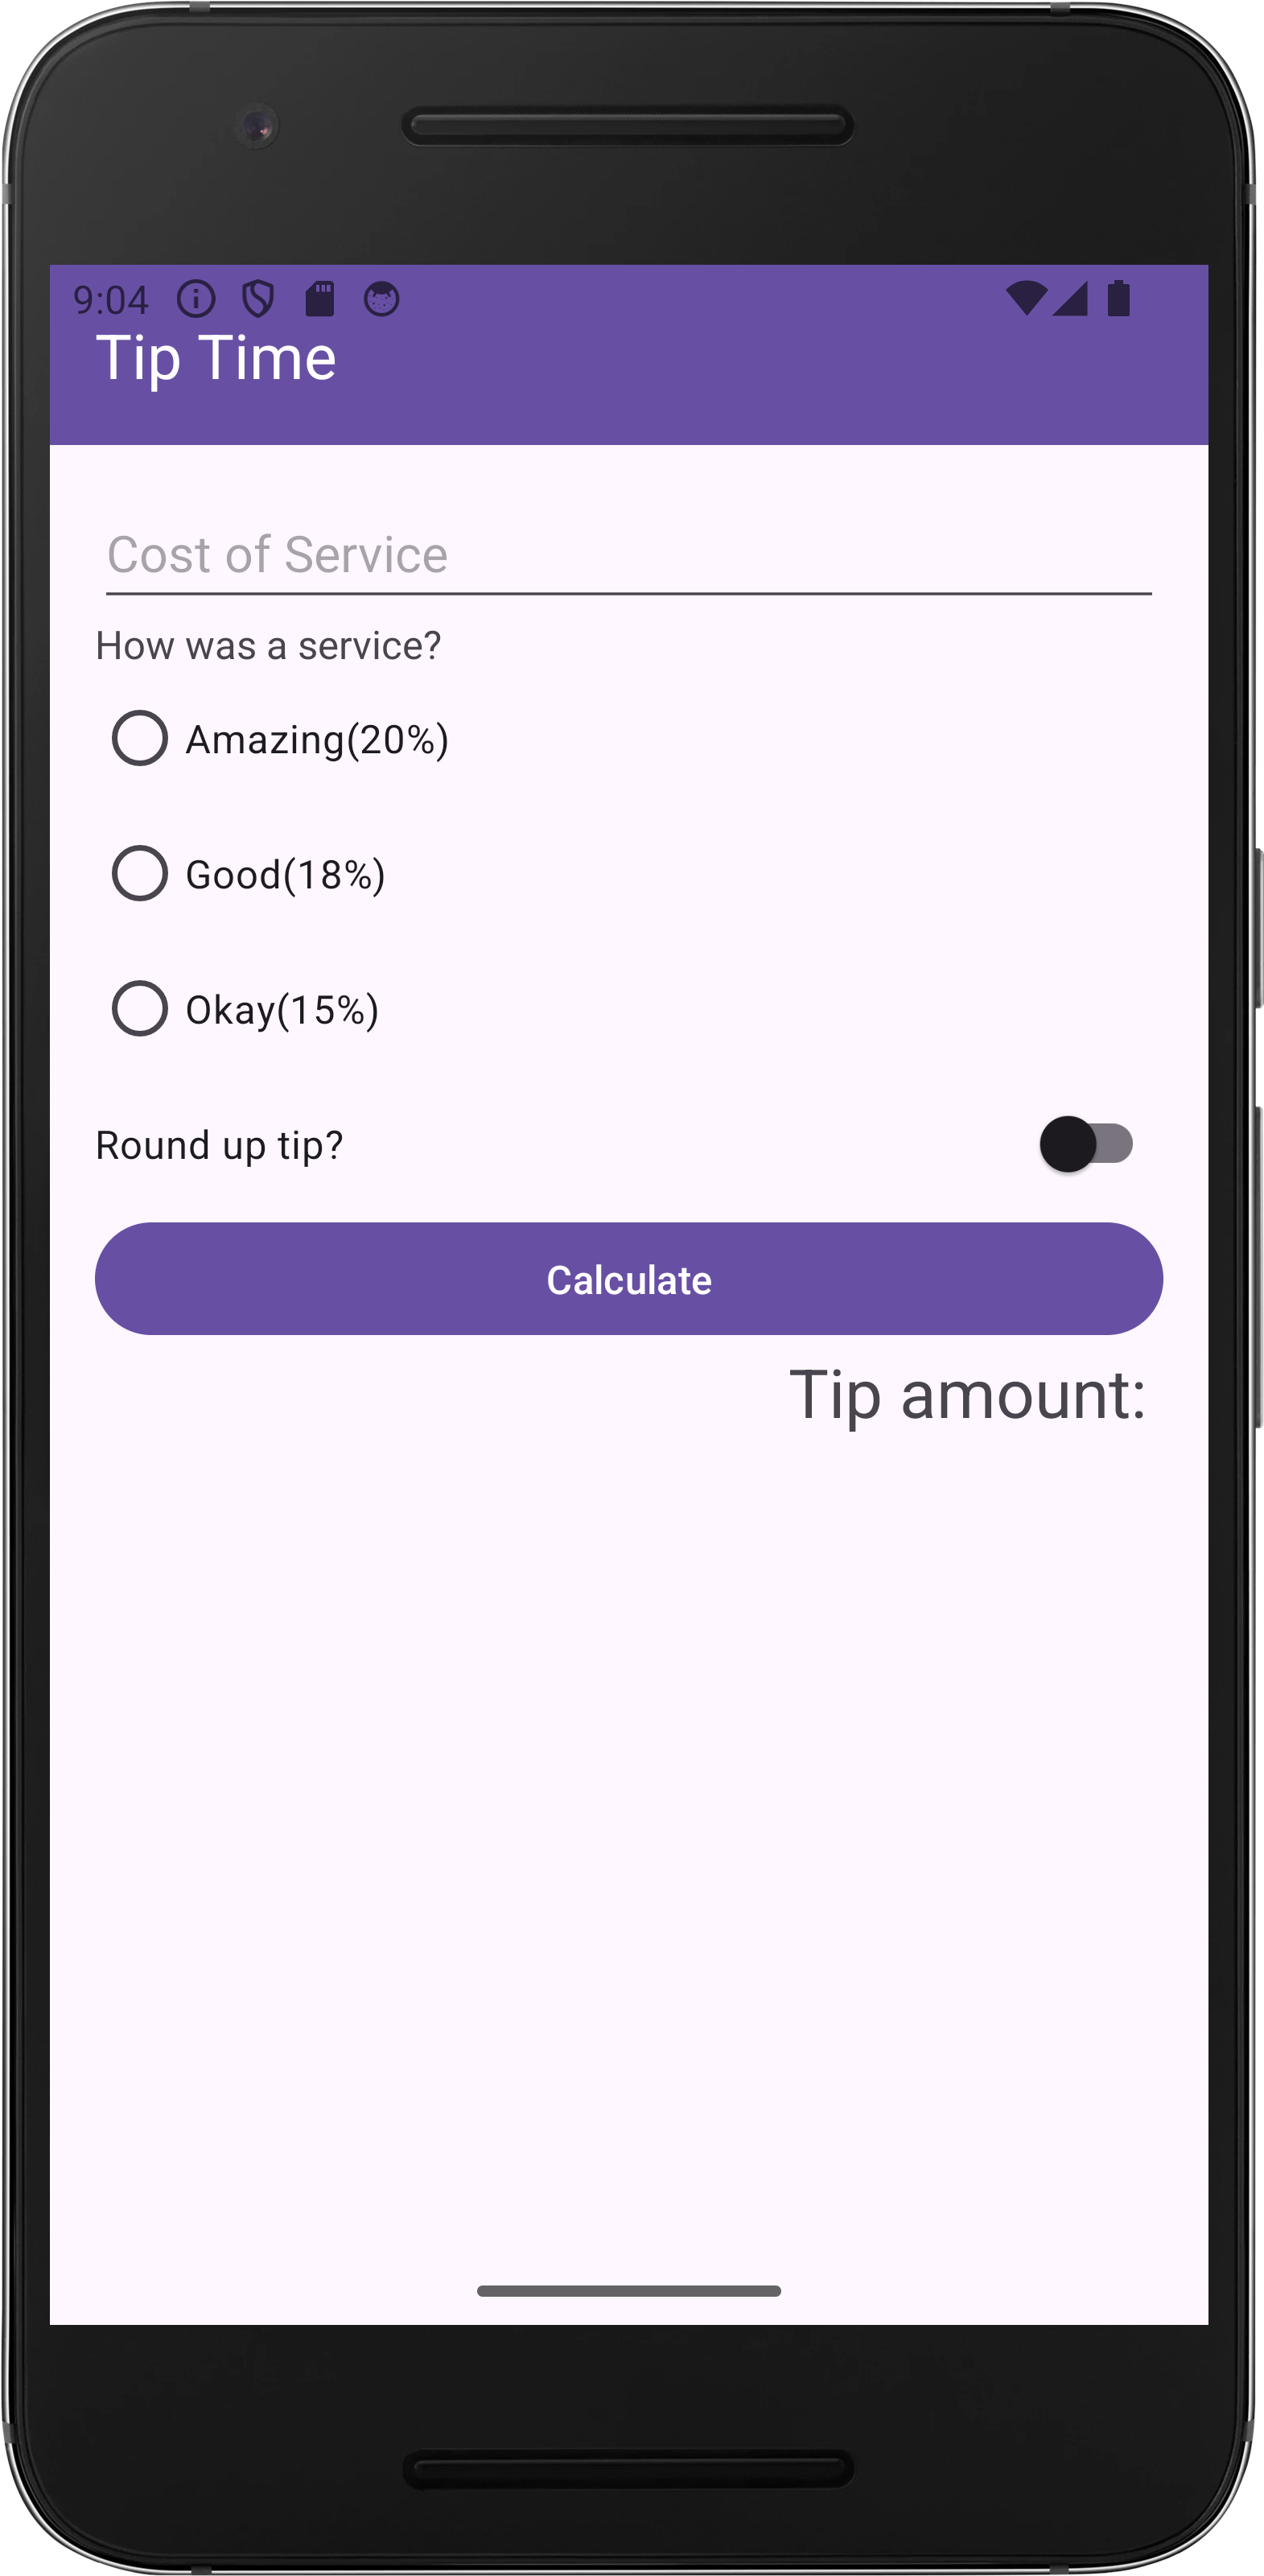 9:04
Tip Time
Cost of Service
How was a service?
Amazing(20%)
Good(18%)
Okay(15%)
Round up tip?
Calculate
Tip amount: